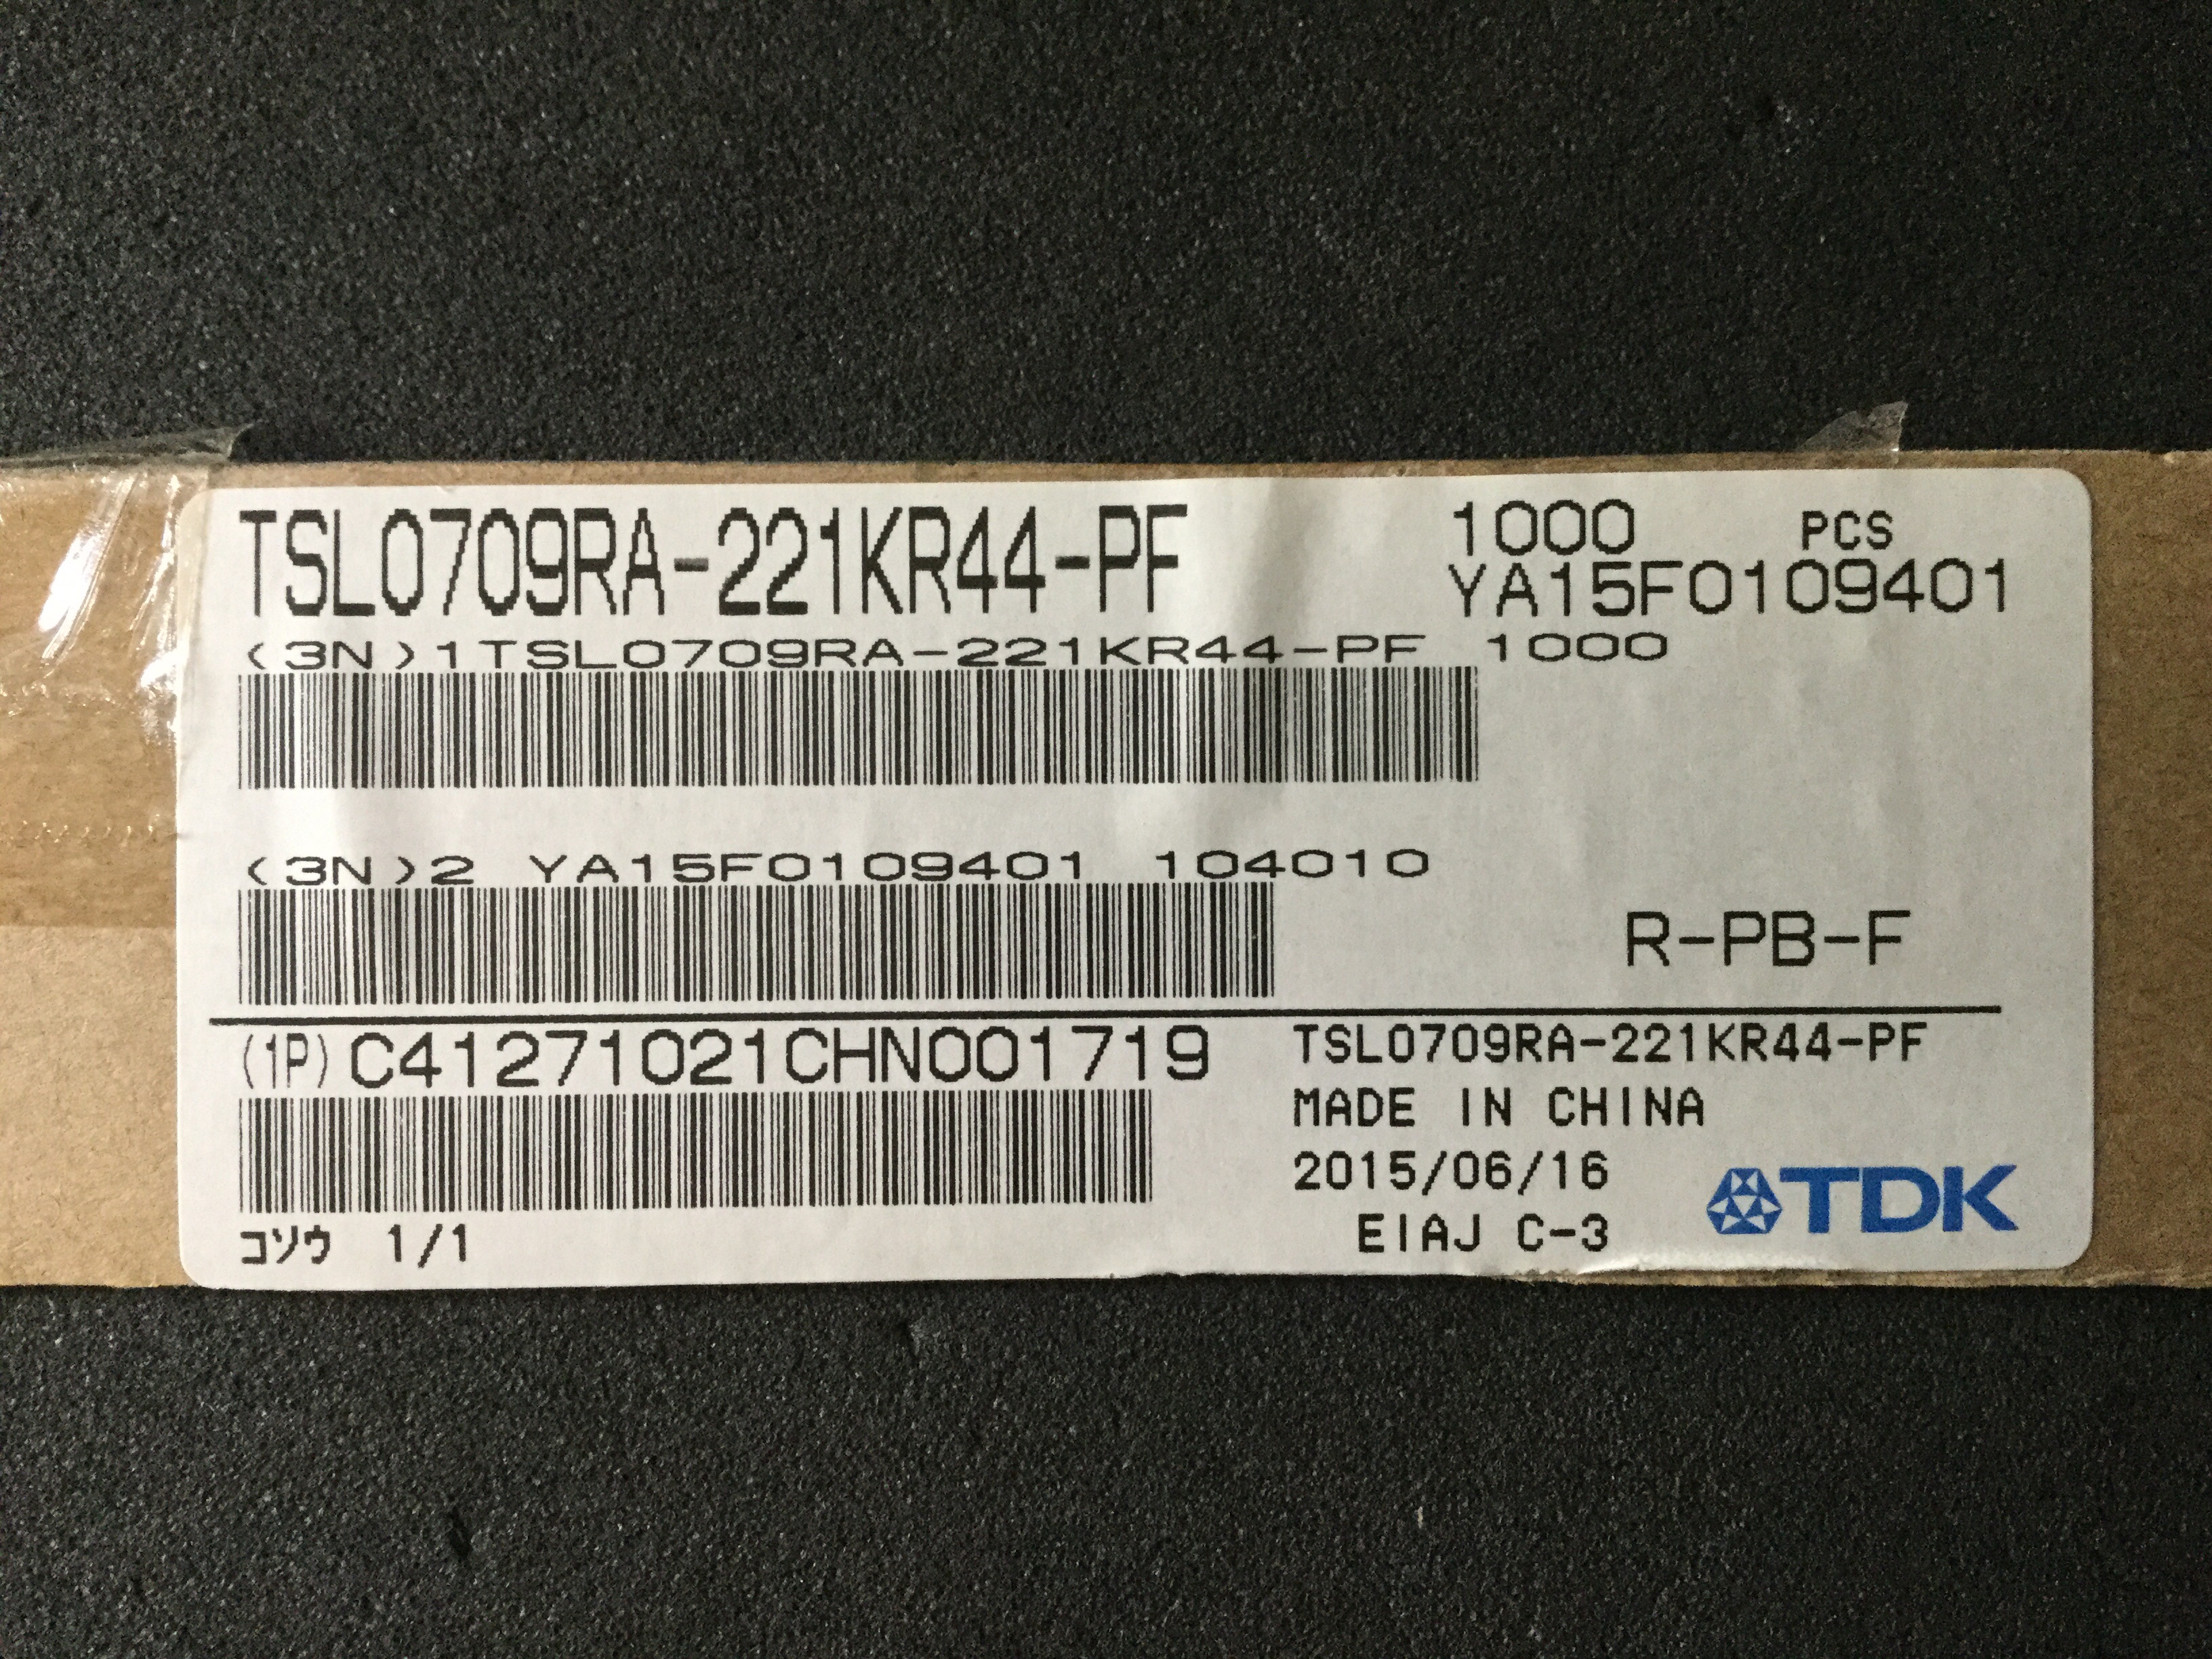 TSL0709RA-221KR44-PF
1000 PCS
YA15F0109401
(3N)1TSL0709RA-221KR44-PF 1000
(3N)2 YA15F0109401 104010
R-PB-F
(1P)C41271021CHN001719
TSL0709RA-221KR44-PF
MADE IN CHINA
2015/06/16
EIAJ C-3
TDK
コソウ 1/1